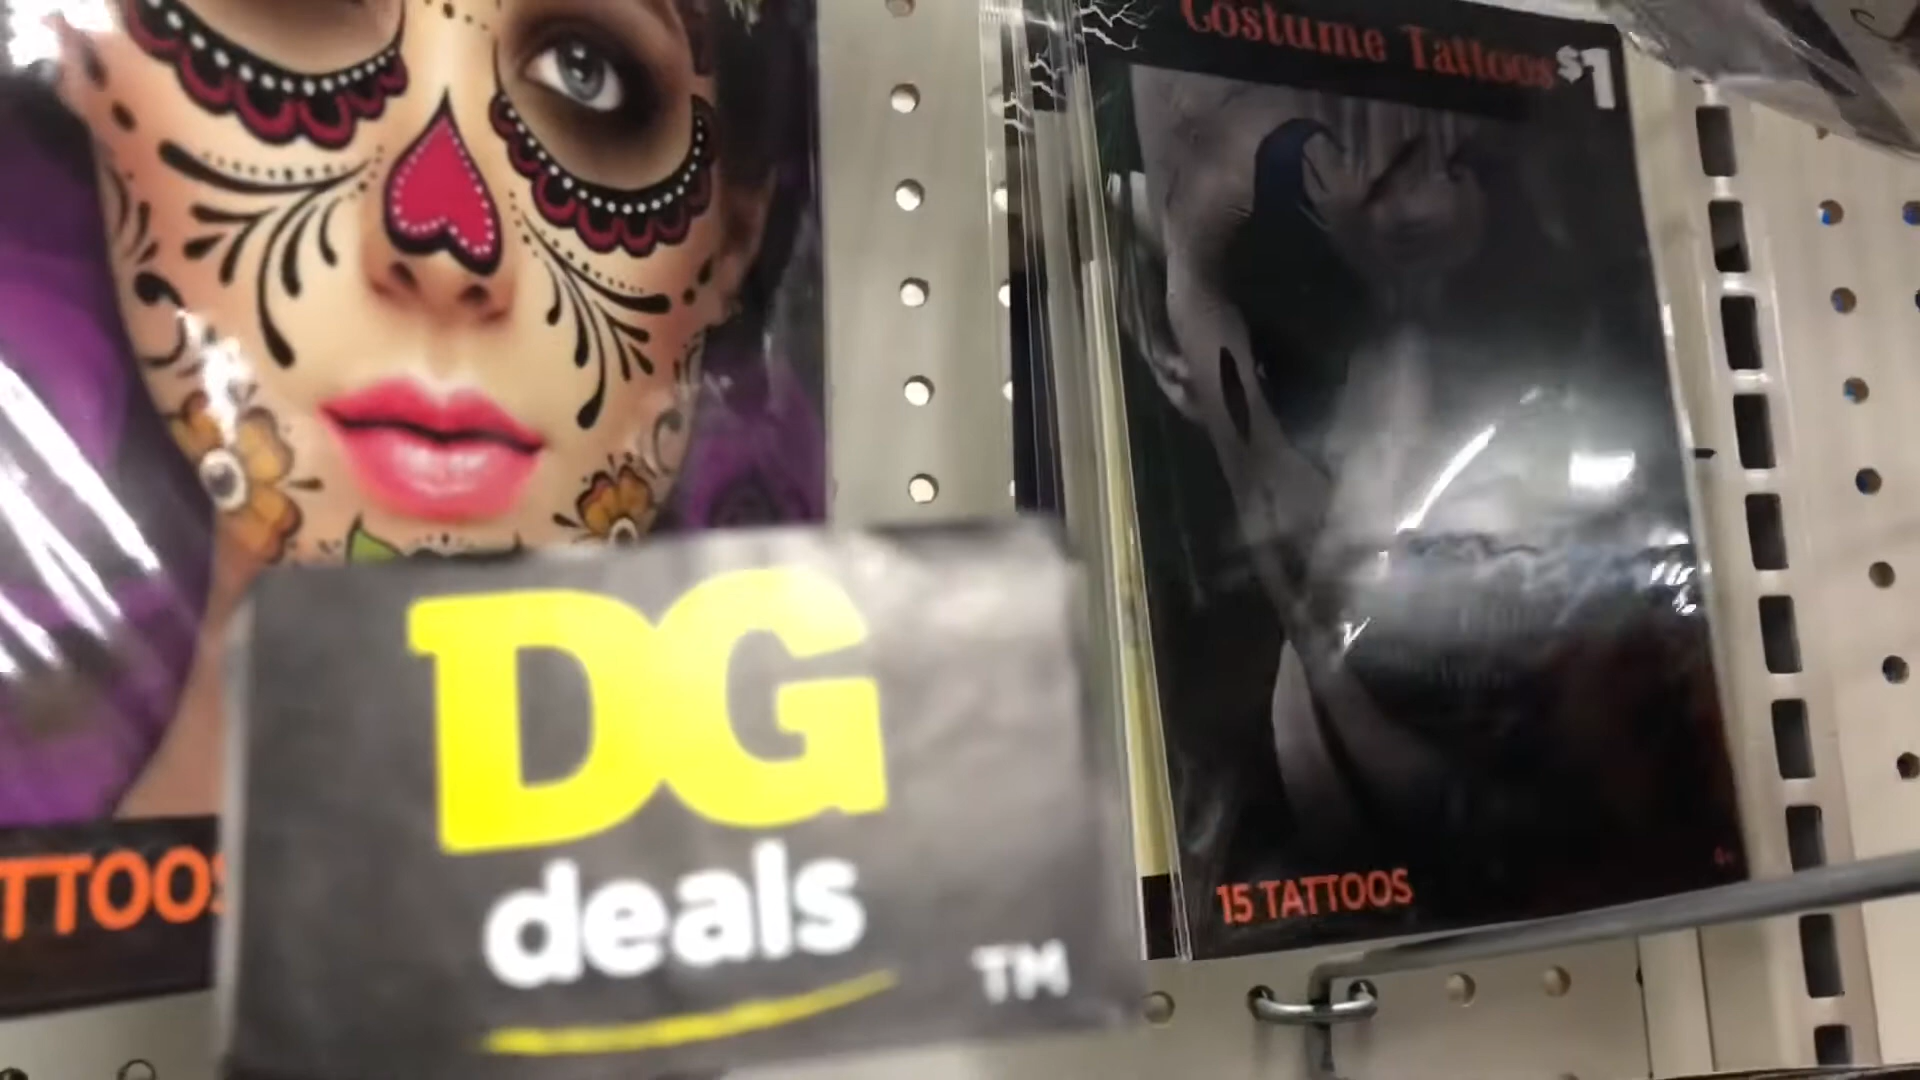 Costume Tattoos
$1
TTOOS
DG
deals
TM
15 TATTOOS